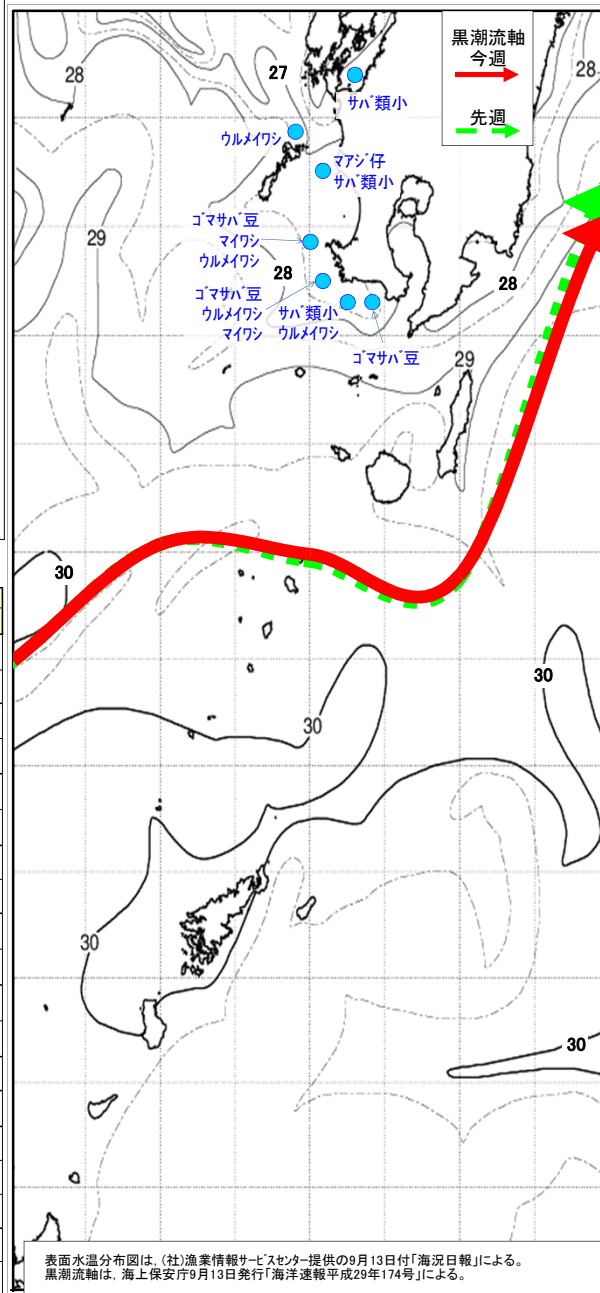 黒潮流軸
今週
先週
28
27
28
サバ類小
ウルメイワシ
マアジ仔
サバ類小
29
ゴマサバ豆
マイワシ
ウルメイワシ
28
28
ゴマサバ豆
ウルメイワシ
マイワシ
サバ類小
ウルメイワシ
ゴマサバ豆
29
30
30
30
30
30
表面水温分布図は, (社)漁業情報サービスセンター提供の9月13日付「海況日報」による。
黒潮流軸は, 海上保安庁9月13日発行「海洋速報平成29年174号」による。